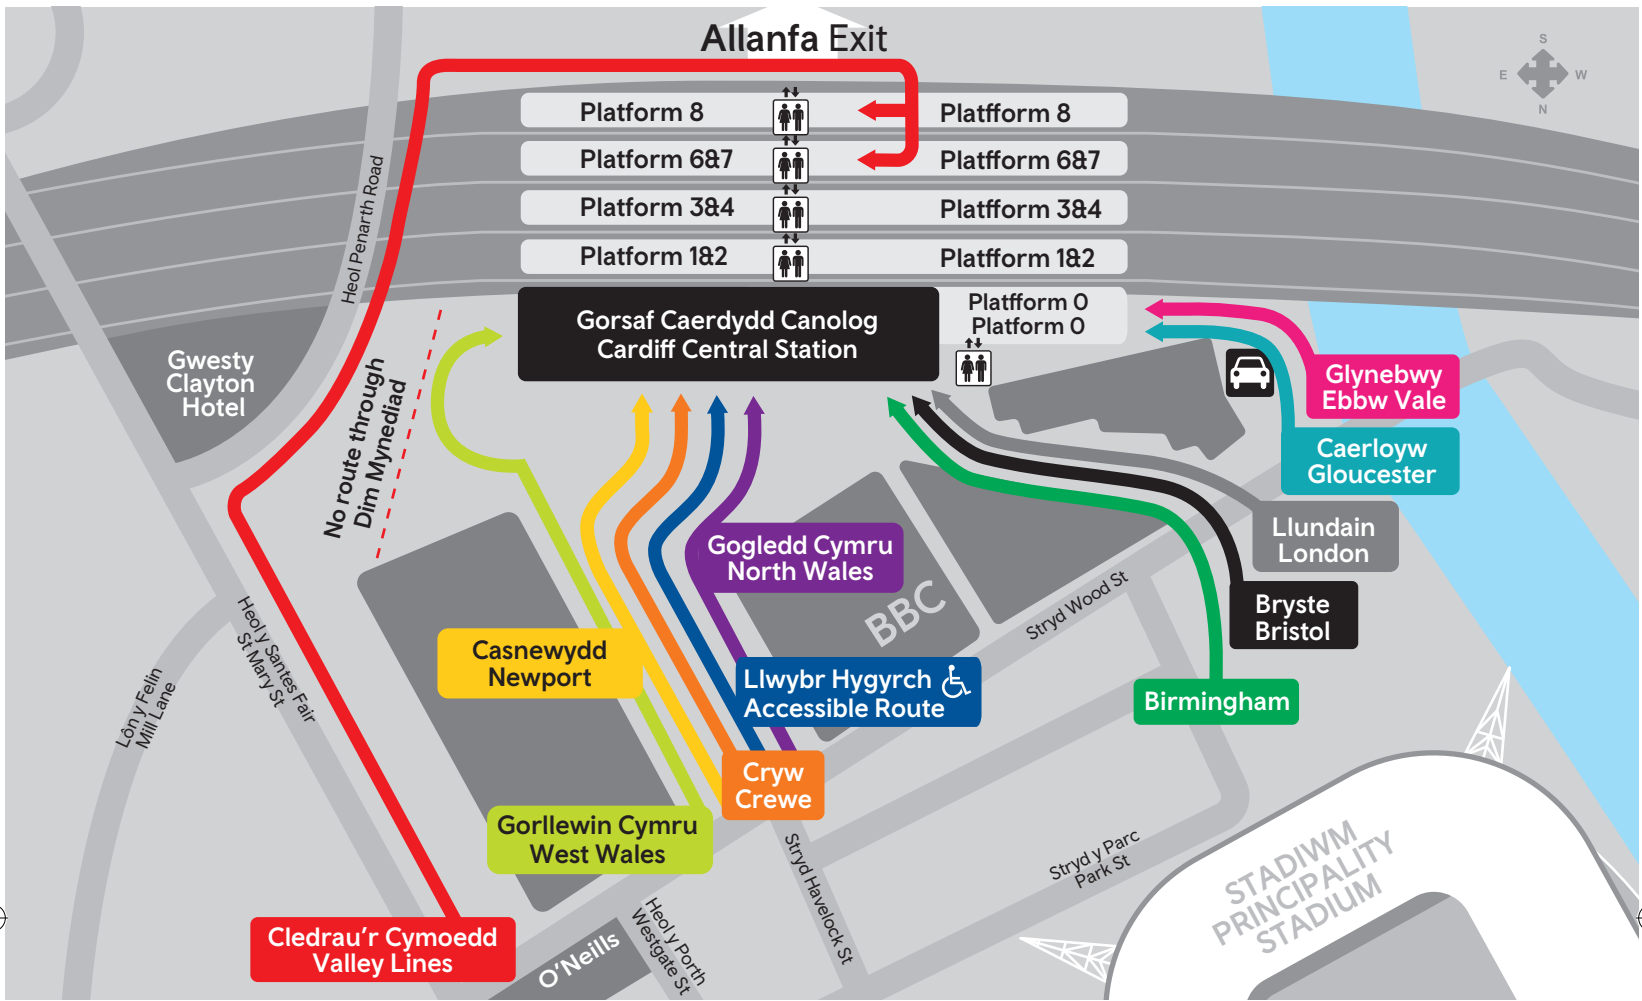 Allanfa Exit
S
E W
N
Platform 8
Platfform 8
Platform 6&7
Platfform 6&7
Platform 3&4
Platfform 3&4
Platform 1&2
Platfform 1&2
Platfform 0
Platform 0
Gorsaf Caerdydd Canolog
Cardiff Central Station
Heol Penarth Road
Gwesty
Clayton
Hotel
No route through
Dim Mynediad
Glynebwy
Ebbw Vale
Caerloyw
Gloucester
Llundain
London
Bryste
Bristol
Birmingham
Gogledd Cymru
North Wales
BBC
Stryd Wood St
Casnewydd
Newport
Llwybr Hygyrch
Accessible Route
Cryw
Crewe
Gorllewin Cymru
West Wales
Heol y Santes Fair
St Mary St
Lôn y Felin
Mill Lane
Cledrau'r Cymoedd
Valley Lines
O'Neills
Heol y Porth
Westgate St
Stryd Havelock St
Stryd y Parc
Park St
STADIWM
PRINCIPALITY
STADIUM